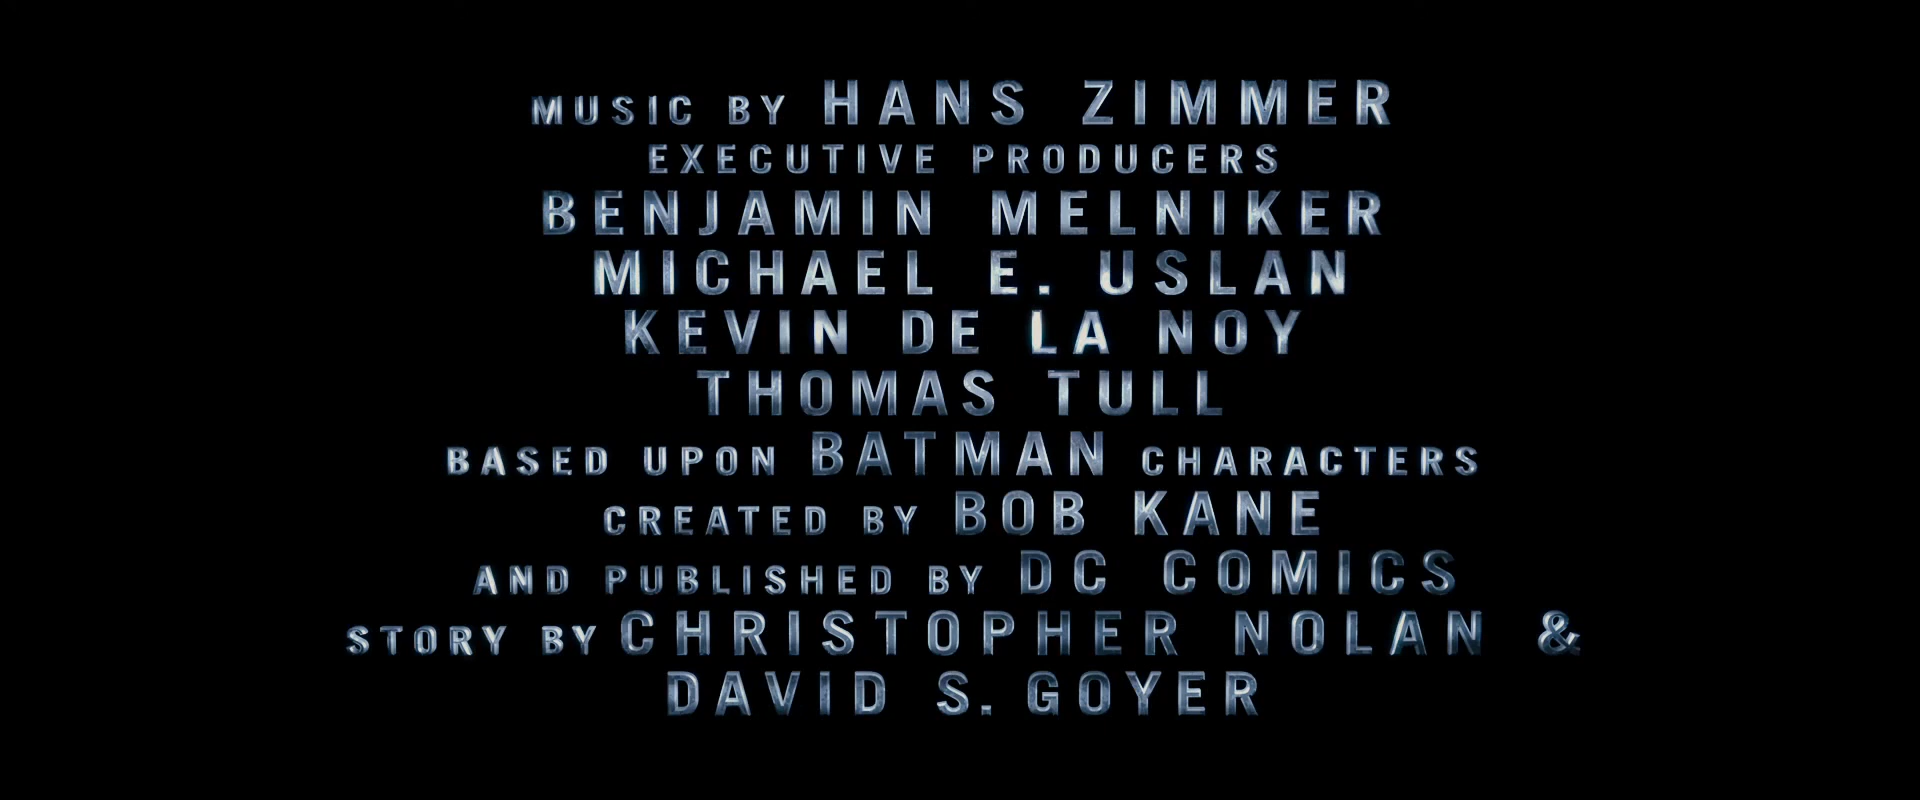 MUSIC BY HANS ZIMMER
EXECUTIVE PRODUCERS
BENJAMIN MELNIKER
MICHAEL E. USLAN
KEVIN DE LA NOY
THOMAS TULL
BASED UPON BATMAN CHARACTERS
CREATED BY BOB KANE
AND PUBLISHED BY DC COMICS
STORY BY CHRISTOPHER NOLAN &
DAVID S. GOYER